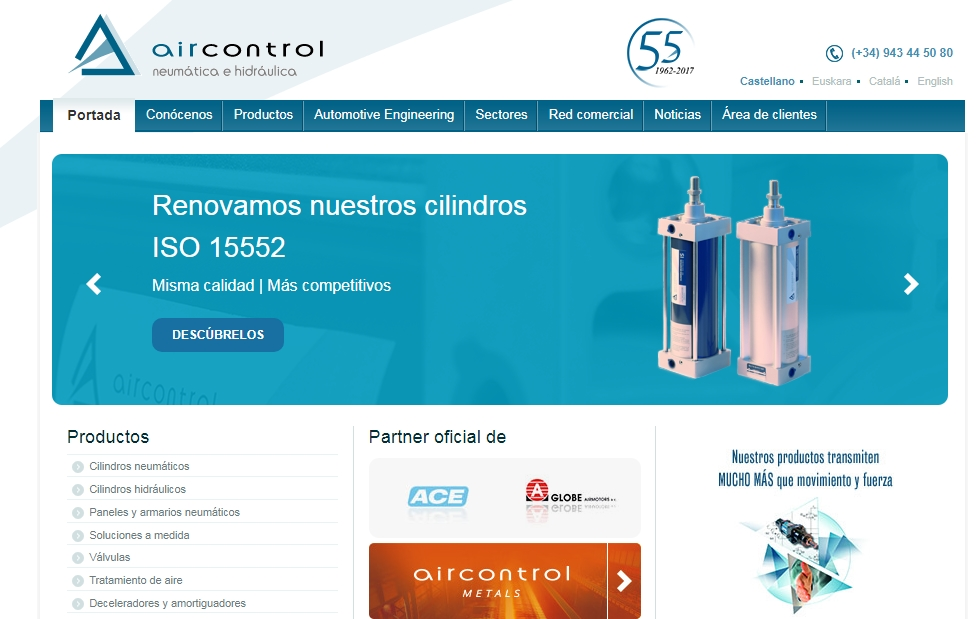 aircontrol
neumática e hidráulica
55
1962-2017
(+34) 943 44 50 80
Castellano Euskara Catalá English
Portada Conócenos Productos Automotive Engineering Sectores Red comercial Noticias Área de clientes
Renovamos nuestros cilindros
ISO 15552
Misma calidad | Más competitivos
DESCÚBRELOS
aircontrol
Productos
Cilindros neumáticos
Cilindros hidráulicos
Paneles y armarios neumáticos
Soluciones a medida
Válvulas
Tratamiento de aire
Deceleradores y amortiguadores
Partner oficial de
ACE
GLOBE AIRMOTORS B.V.
aircontrol
METALS
Nuestros productos transmiten
MUCHO MÁS que movimiento y fuerza